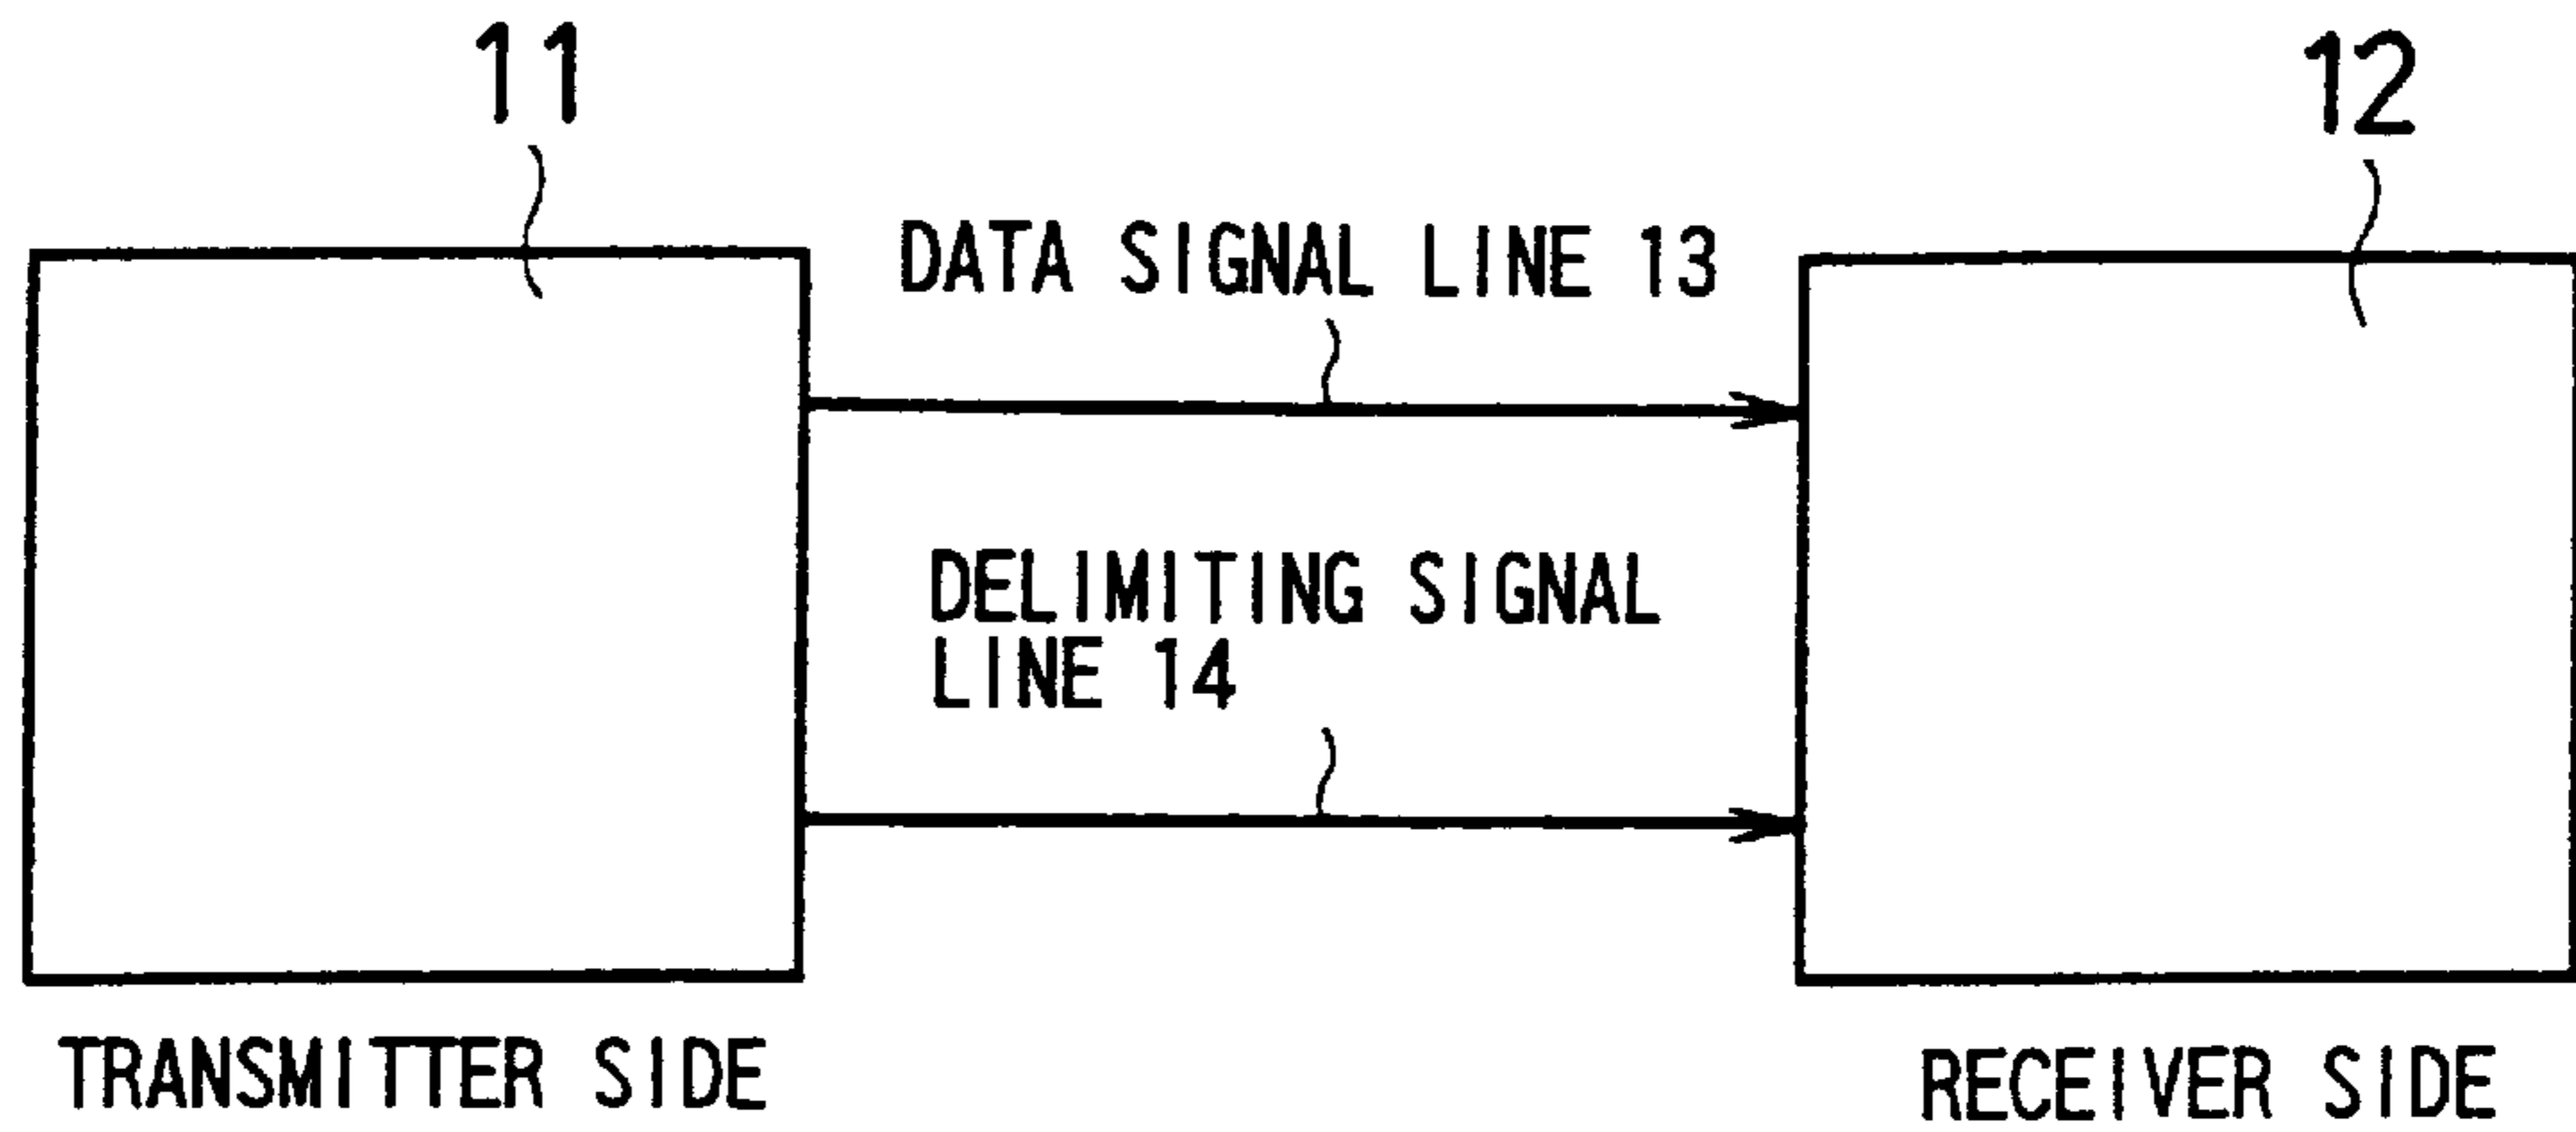 11
12
DATA SIGNAL LINE 13
DELIMITING SIGNAL
LINE 14
TRANSMITTER SIDE
RECEIVER SIDE